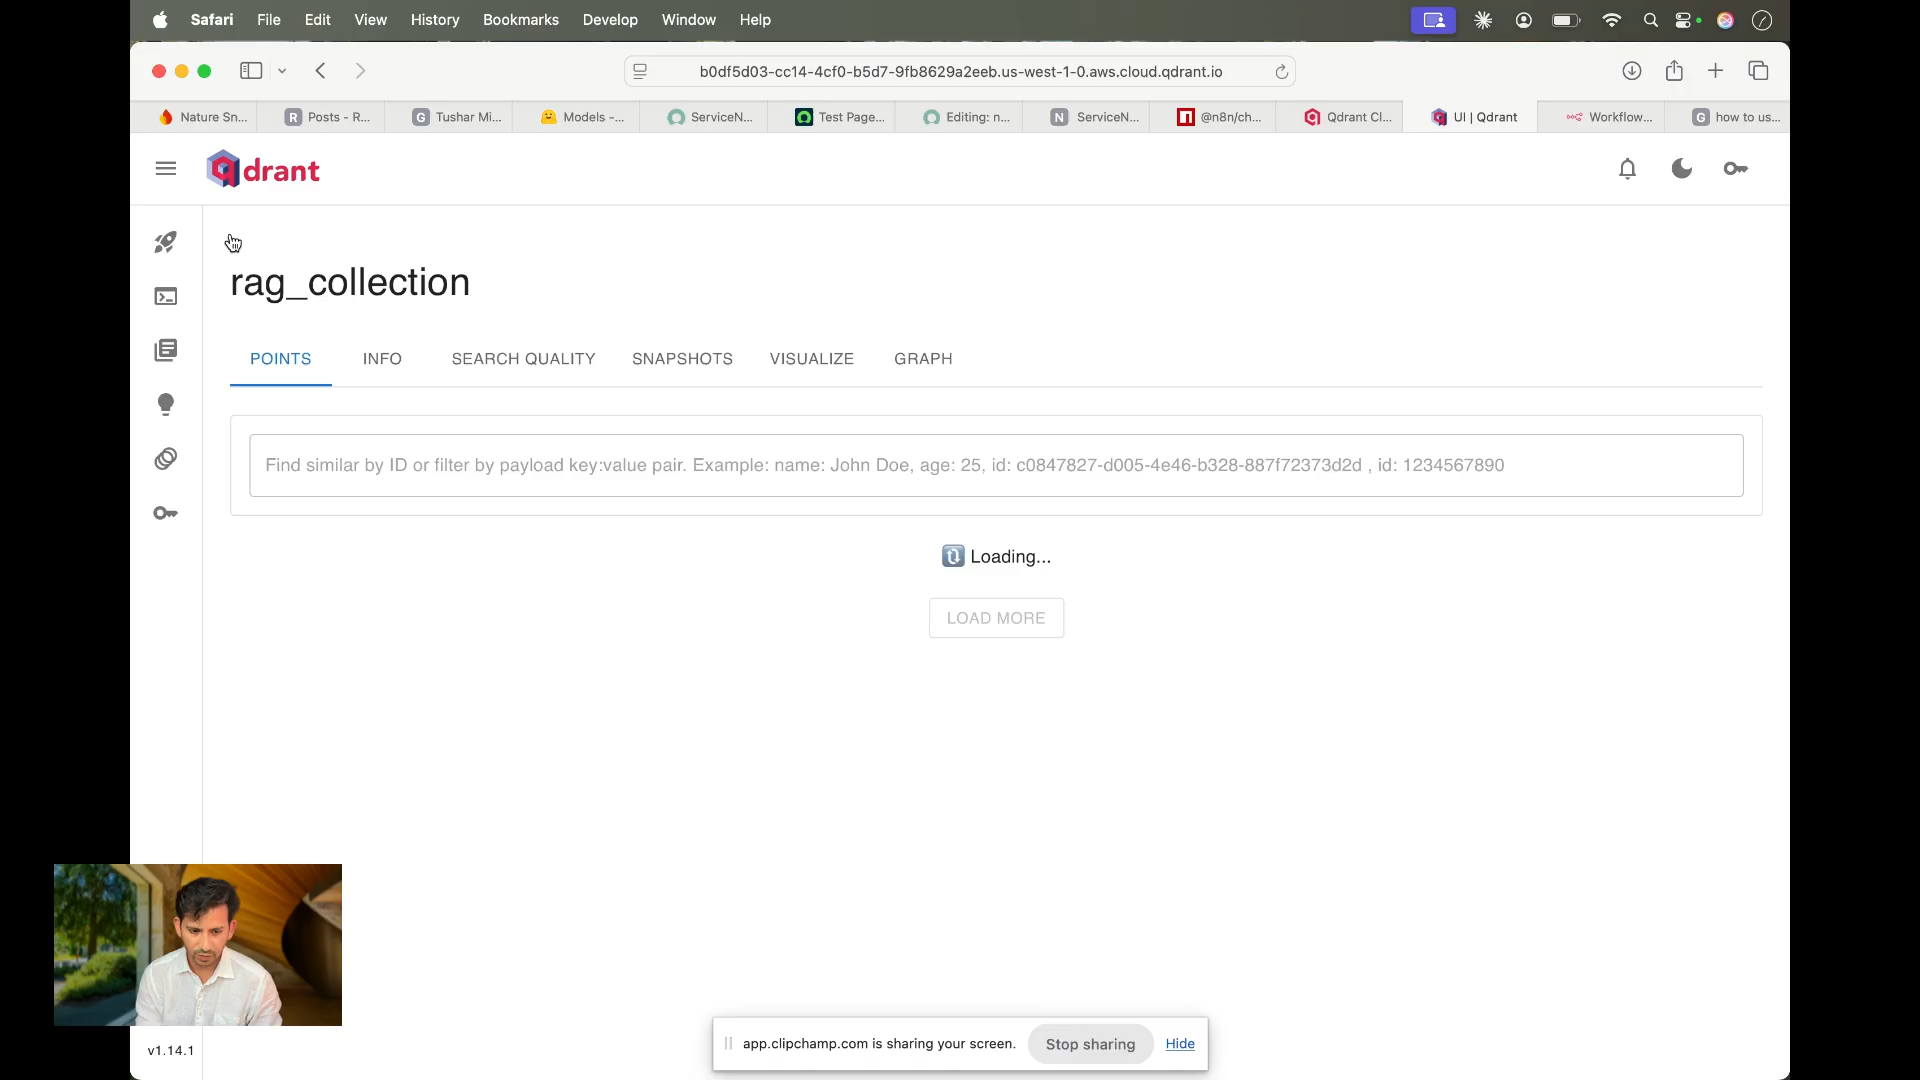 Safari File Edit View History Bookmarks Develop Window Help
b0df5d03-cc14-4cf0-b5d7-9fb8629a2eeb.us-west-1-0.aws.cloud.qdrant.io
Nature Sn... R Posts - R... G Tushar Mi... Models -... ServiceN... Test Page... Editing: n... N ServiceN... @n8n/ch... Qdrant Cl... UI | Qdrant Workflow... G how to us...
qdrant
rag_collection
POINTS INFO SEARCH QUALITY SNAPSHOTS VISUALIZE GRAPH
Find similar by ID or filter by payload key:value pair. Example: name: John Doe, age: 25, id: c0847827-d005-4e46-b328-887f72373d2d , id: 1234567890
Loading...
LOAD MORE
v1.14.1
app.clipchamp.com is sharing your screen. Stop sharing Hide